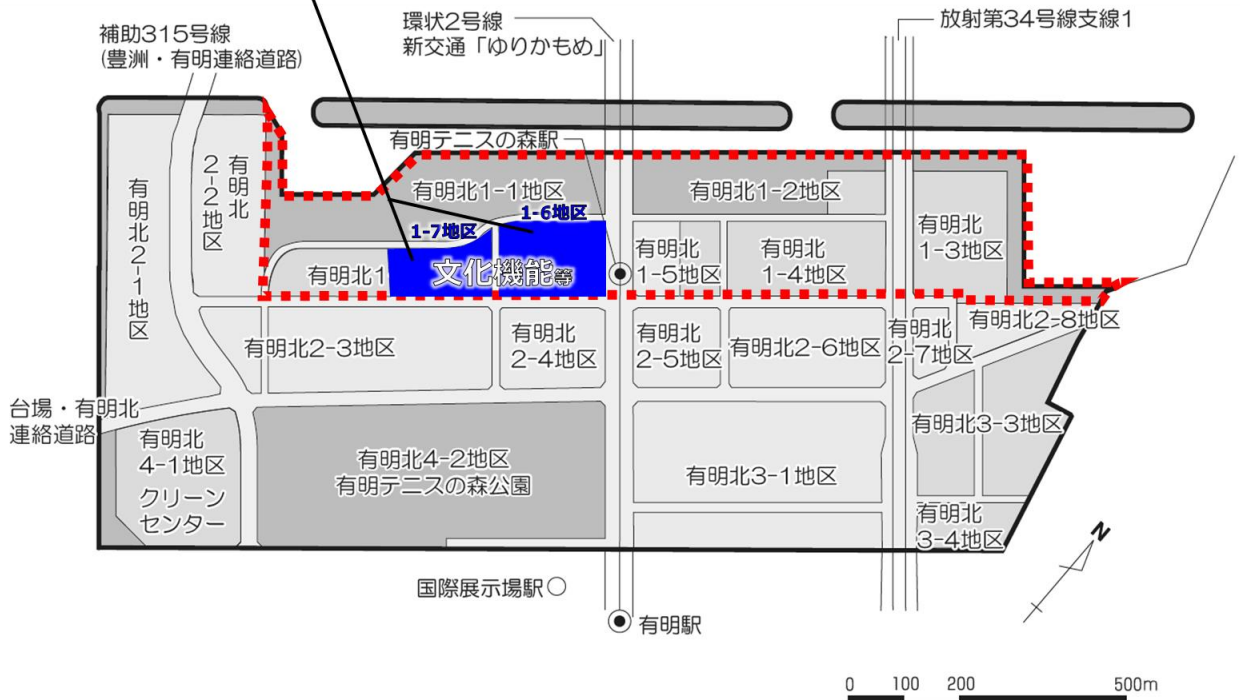 補助315号線
(豊洲・有明連絡道路)
環状2号線
新交通「ゆりかもめ」
放射第34号線支線1
有明テニスの森駅
有明北
2-2地区
有明北2-1地区
有明北1-1地区
有明北1-2地区
1-6地区
1-7地区
有明北
1-3地区
有明北
1-5地区
有明北
1-4地区
有明北1
文化機能等
有明北2-3地区
有明北
2-4地区
有明北
2-5地区
有明北2-6地区
有明北
2-7地区
有明北2-8地区
台場・有明北
連絡道路
有明北
4-1地区
クリーン
センター
有明北4-2地区
有明テニスの森公園
有明北3-1地区
有明北3-3地区
有明北
3-4地区
N
国際展示場駅
有明駅
0 100 200 500m